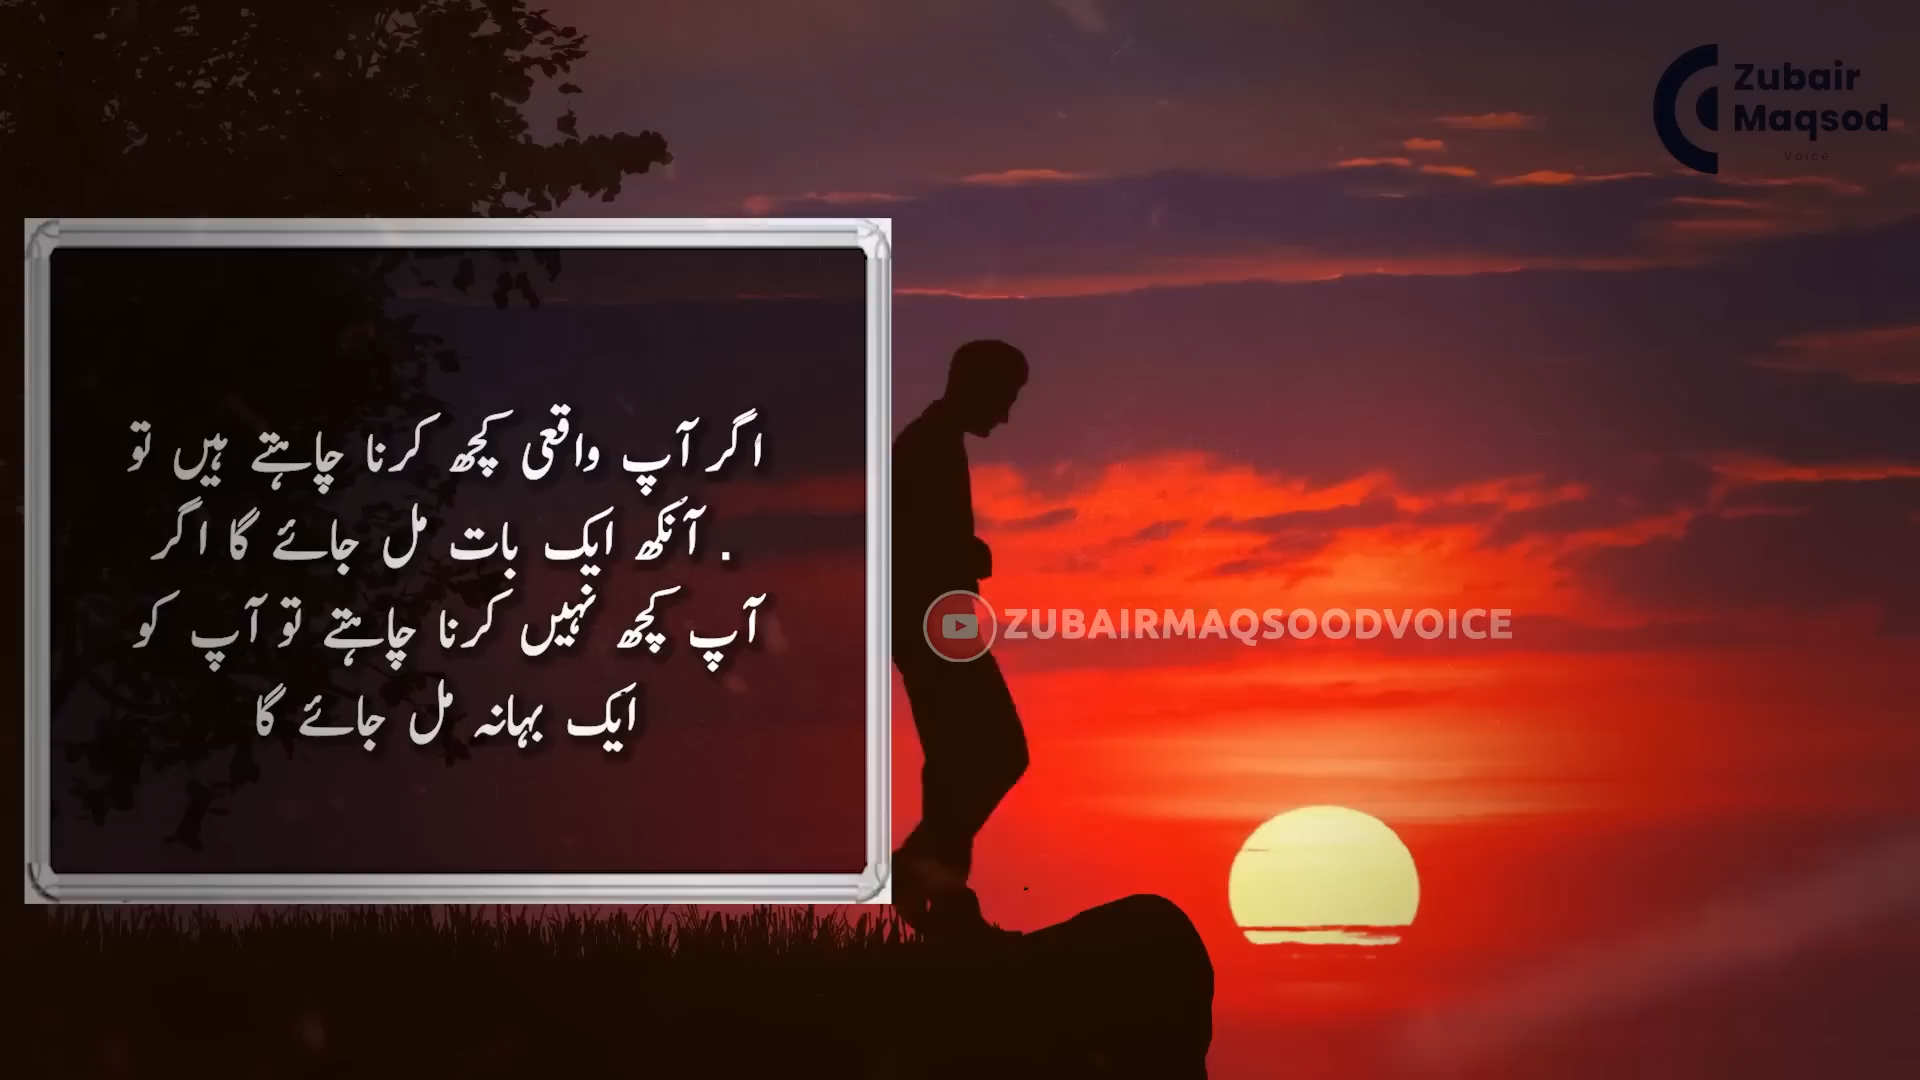 Zubair
Maqsod
Voice
اگر آپ واقعی کچھ کرنا چاہتے ہیں تو
. آنکھ ایک بات مل جائے گا اگر
آپ کچھ نہیں کرنا چاہتے تو آپ کو
ایک بہانہ مل جائے گا
ZUBAIRMAQSOODVOICE